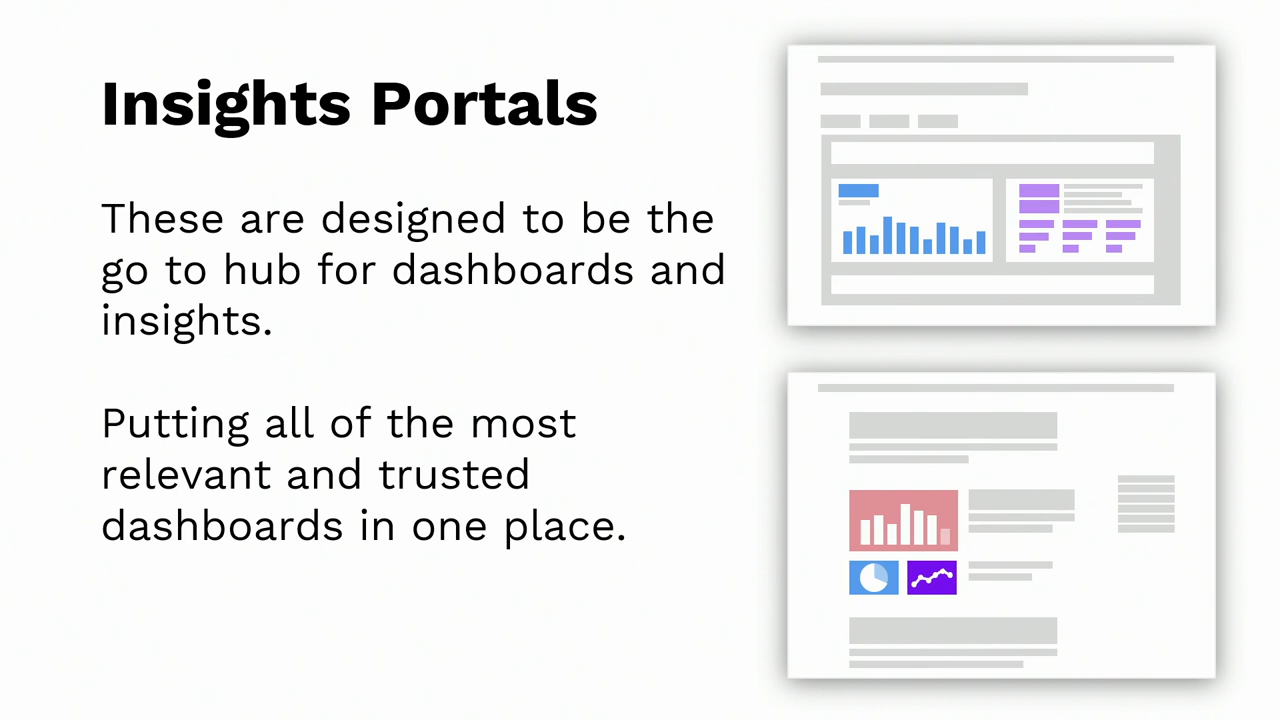 Insights Portals
These are designed to be the
go to hub for dashboards and
insights.
Putting all of the most
relevant and trusted
dashboards in one place.